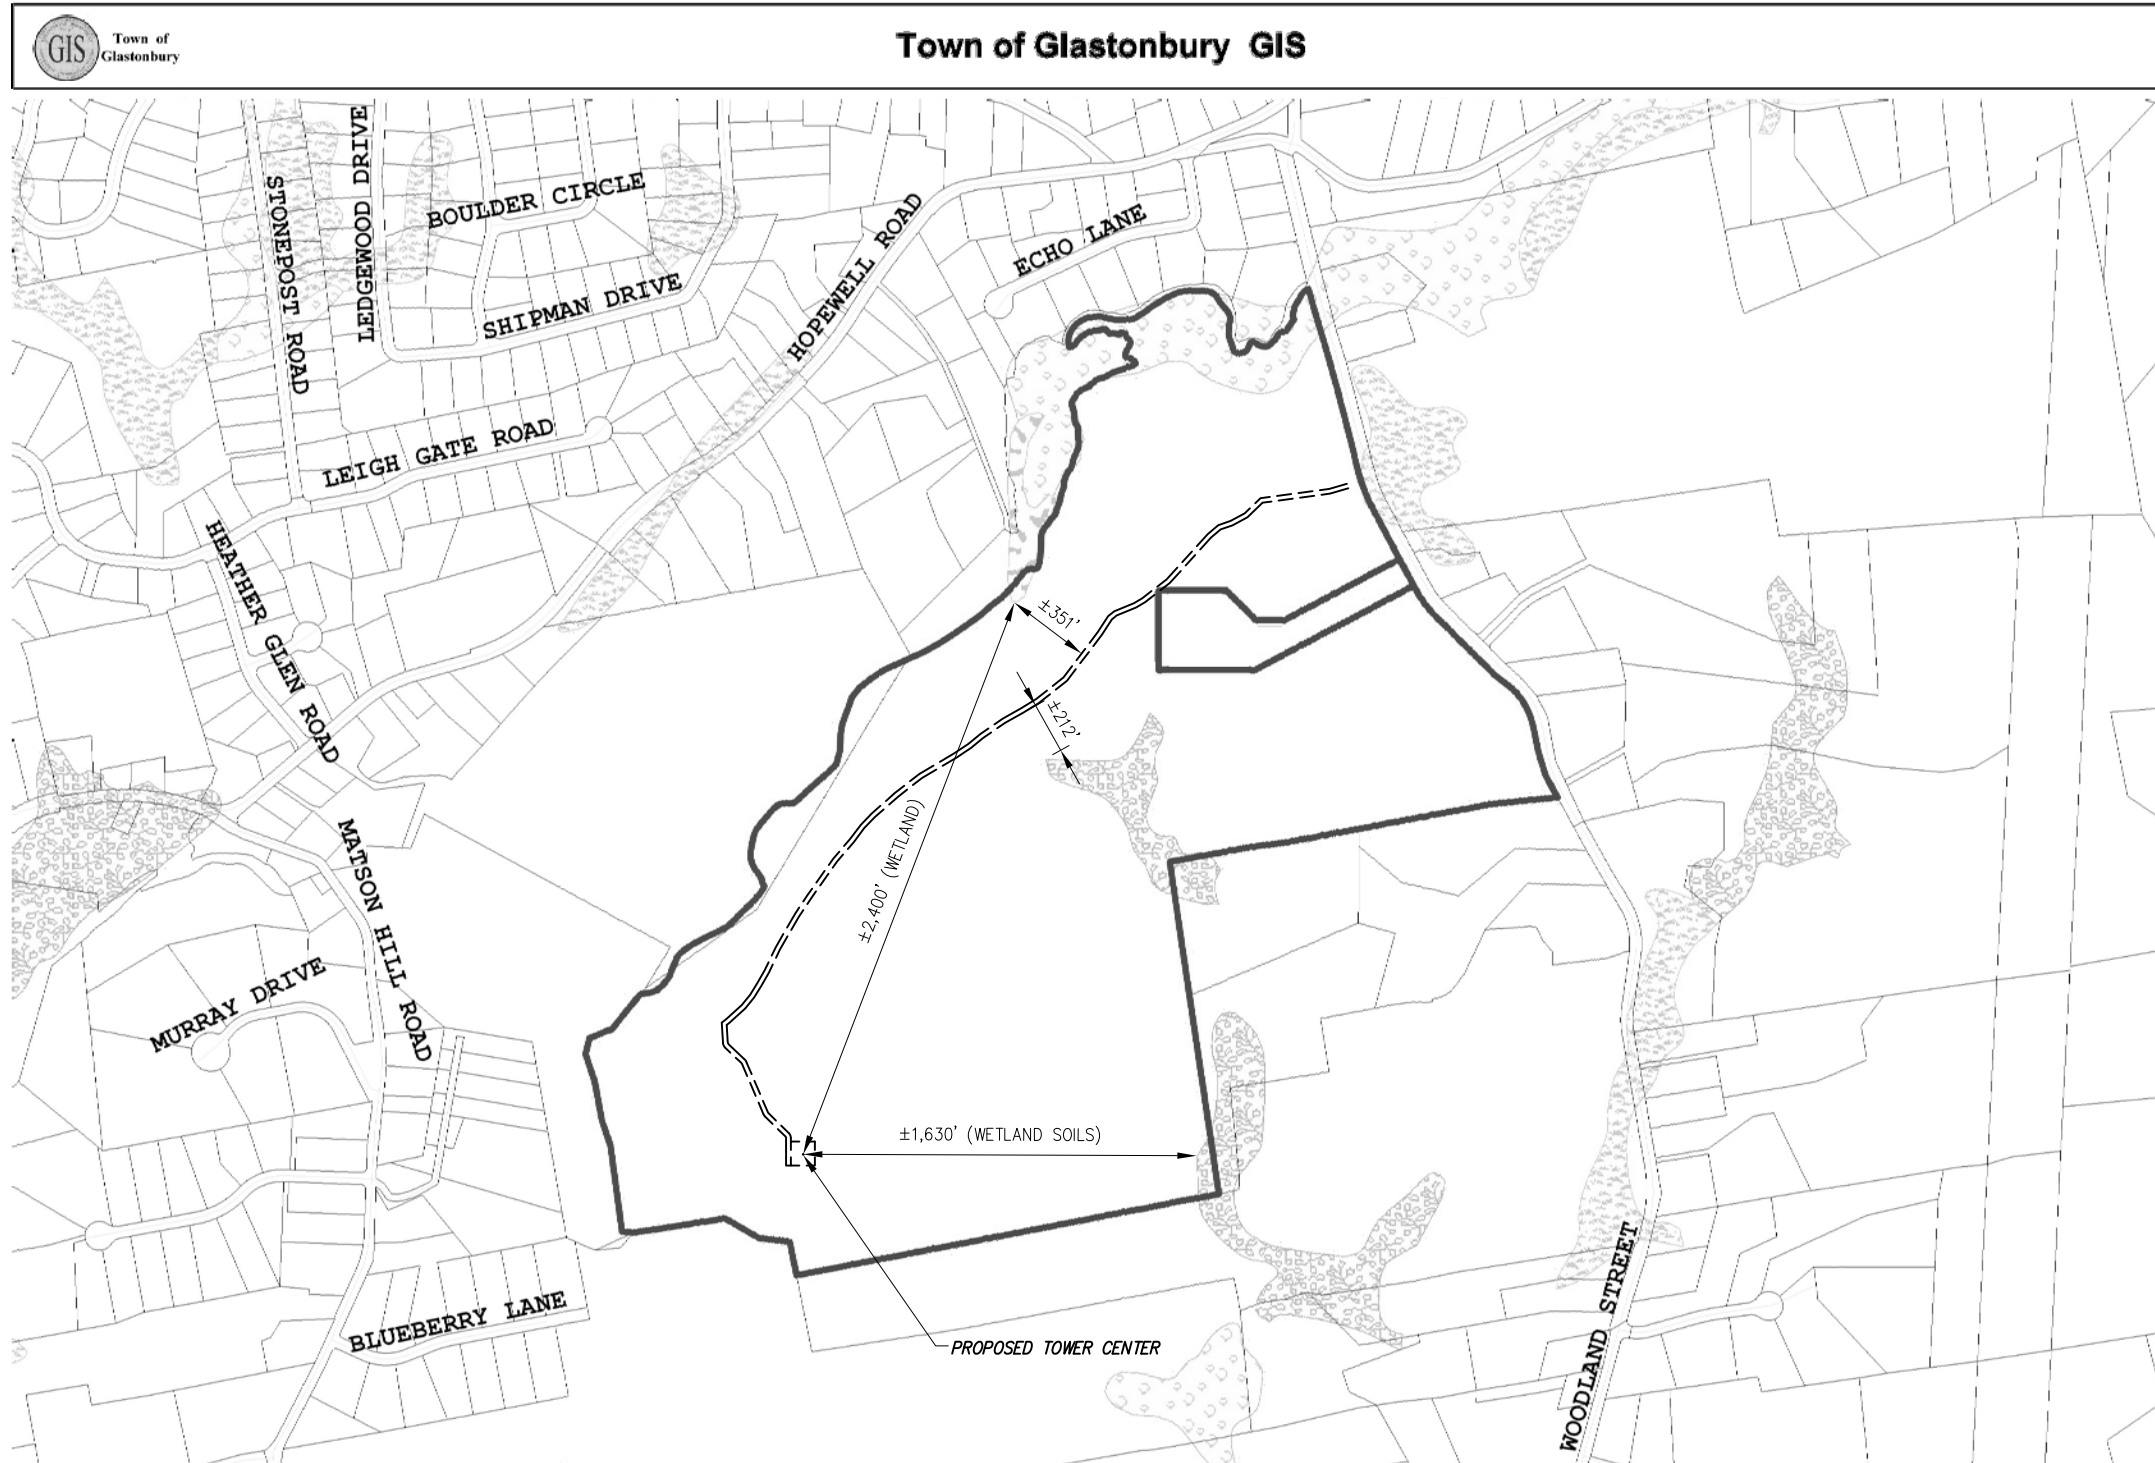 GIS
Town of
Glastonbury
Town of Glastonbury GIS
STONEPOST ROAD
LEDGEWOOD DRIVE
BOULDER CIRCLE
SHIPMAN DRIVE
HOPEWELL ROAD
ECHO LANE
LEIGH GATE ROAD
HEATHER GLEN ROAD
±351'
±212'
±2,400' (WETLAND)
MATSON HILL ROAD
MURRAY DRIVE
±1,630' (WETLAND SOILS)
BLUEBERRY LANE
PROPOSED TOWER CENTER
WOODLAND STREET